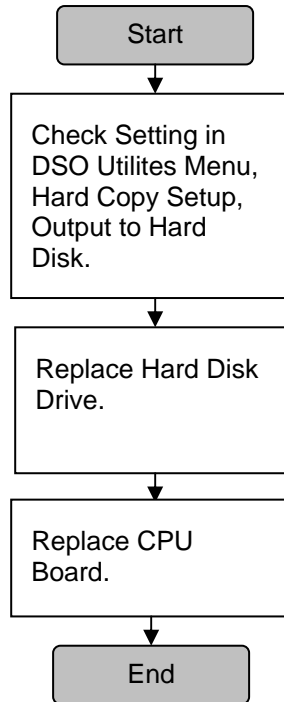 Start
Check Setting in
DSO Utilites Menu,
Hard Copy Setup,
Output to Hard
Disk.
Replace Hard Disk
Drive.
Replace CPU
Board.
End